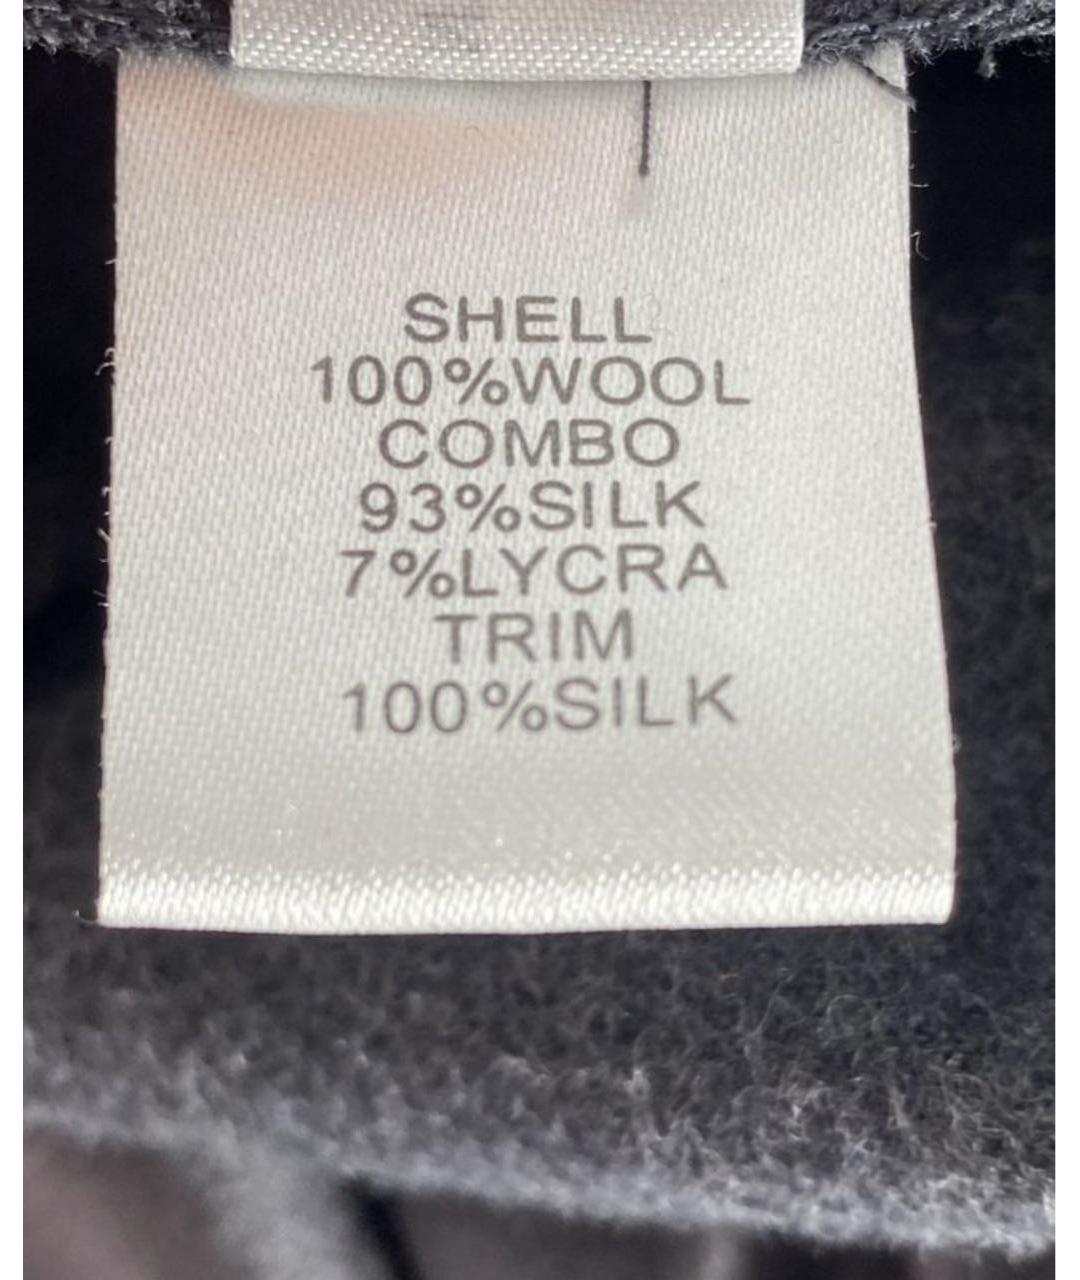 SHELL
100%WOOL
COMBO
93%SILK
7%LYCRA
TRIM
100%SILK